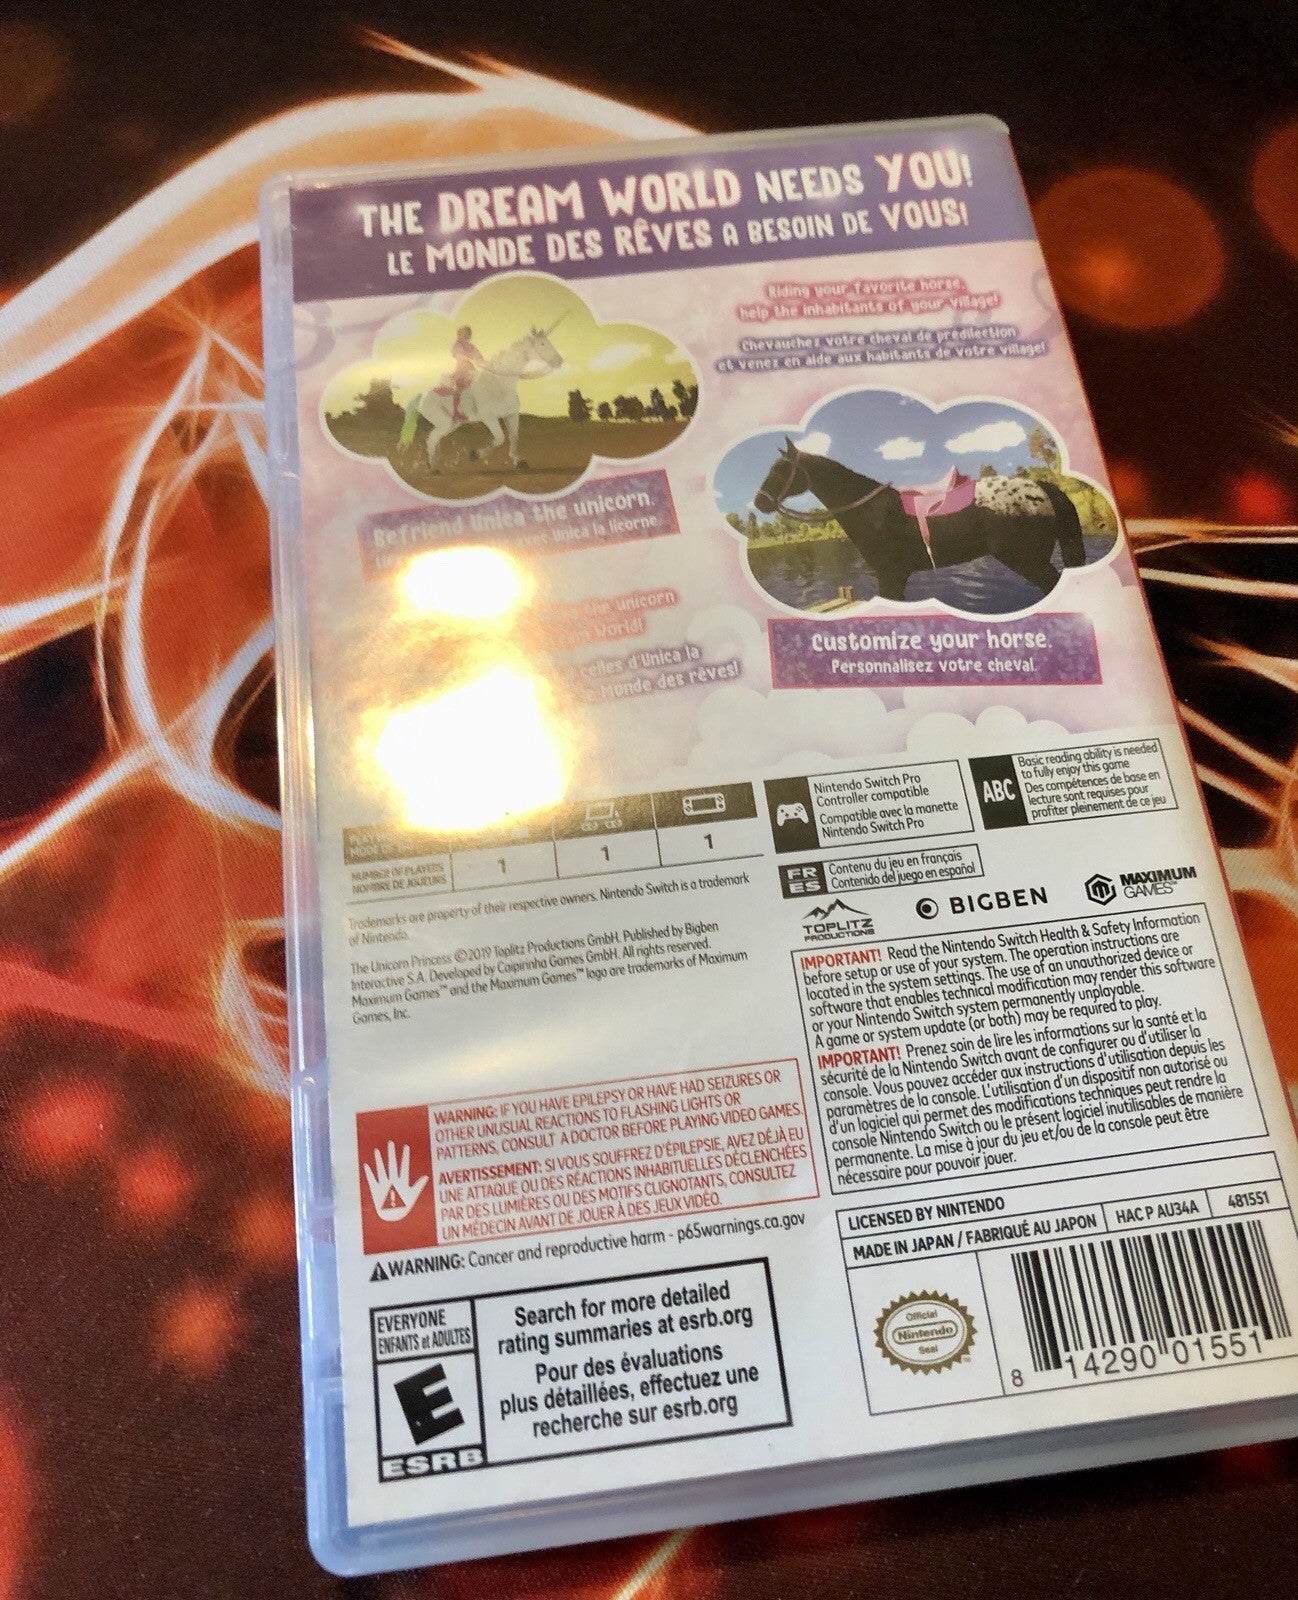 THE DREAM WORLD NEEDS YOU!
LE MONDE DES RÊVES A BESOIN DE VOUS!
Riding your favorite horse,
help the inhabitants of your village!
Chevauchez votre cheval de prédilection
et venez en aide aux habitants de votre village!
Befriend Unica the unicorn.
avec Unica la licorne.
the unicorn
world!
celles d'Unica la
Monde des rêves!
Customize your horse.
Personnalisez votre cheval.
NUMBER OF PLAYERS
NOMBRE DE JOUEURS
1
1
1
Nintendo Switch Pro
Controller compatible
Compatible avec la manette
Nintendo Switch Pro
ABC
Basic reading ability is needed
to fully enjoy this game
Des compétences de base en
lecture sont requises pour
profiter pleinement de ce jeu
FR
ES
Contenu du jeu en français
Contenido del juego en español
TOPLITZ
PRODUCTIONS
BIGBEN
MAXIMUM
GAMES™
Trademarks are property of their respective owners. Nintendo Switch is a trademark
of Nintendo.
The Unicorn Princess ©2019 Toplitz Productions GmbH. Published by Bigben
Interactive S.A. Developed by Caipirinha Games GmbH. All rights reserved.
Maximum Games™ and the Maximum Games™ logo are trademarks of Maximum
Games, Inc.
IMPORTANT! Read the Nintendo Switch Health & Safety Information
before setup or use of your system. The operation instructions are
located in the system settings. The use of an unauthorized device or
software that enables technical modification may render this software
or your Nintendo Switch system permanently unplayable.
A game or system update (or both) may be required to play.
IMPORTANT! Prenez soin de lire les informations sur la santé et la
sécurité de la Nintendo Switch avant de configurer ou d'utiliser la
console. Vous pouvez accéder aux instructions d'utilisation depuis les
paramètres de la console. L'utilisation d'un dispositif non autorisé ou
d'un logiciel qui permet des modifications techniques peut rendre la
console Nintendo Switch ou le présent logiciel inutilisables de manière
permanente. La mise à jour du jeu et/ou de la console peut être
nécessaire pour pouvoir jouer.
WARNING: IF YOU HAVE EPILEPSY OR HAVE HAD SEIZURES OR
OTHER UNUSUAL REACTIONS TO FLASHING LIGHTS OR
PATTERNS, CONSULT A DOCTOR BEFORE PLAYING VIDEO GAMES.
AVERTISSEMENT: SI VOUS SOUFFREZ D'ÉPILEPSIE, AVEZ DÉJÀ EU
UNE ATTAQUE OU DES RÉACTIONS INHABITUELLES DÉCLENCHÉES
PAR DES LUMIÈRES OU DES MOTIFS CLIGNOTANTS, CONSULTEZ
UN MÉDECIN AVANT DE JOUER À DES JEUX VIDÉO.
WARNING: Cancer and reproductive harm - p65warnings.ca.gov
EVERYONE
ENFANTS et ADULTES
E
ESRB
Search for more detailed
rating summaries at esrb.org
Pour des évaluations
plus détaillées, effectuez une
recherche sur esrb.org
LICENSED BY NINTENDO
MADE IN JAPAN / FABRIQUÉ AU JAPON
HAC P AU34A
481551
Official
Nintendo
Seal
8 14290 01551